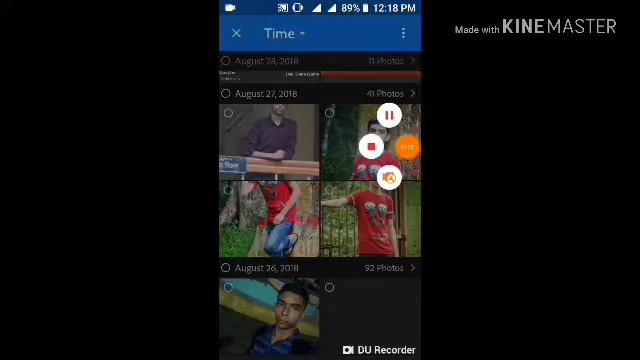 89% 12:18 PM
Made with KINEMASTER
Time
August 28, 2018 11 Photos
August 27, 2018 41 Photos
August 26, 2018 92 Photos
DU Recorder